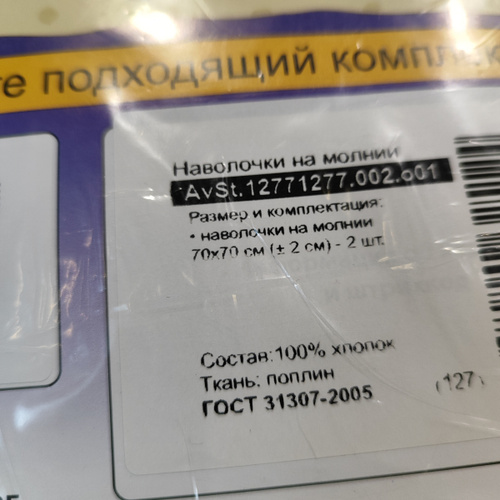 те подходящий комплек
Наволочки на молнии
AvSt.12771277.002.o01
Размер и комплектация:
• наволочки на молнии
70х70 см (± 2 см) - 2 шт.
Состав:100% хлопок
Ткань: поплин
(127)
ГОСТ 31307-2005